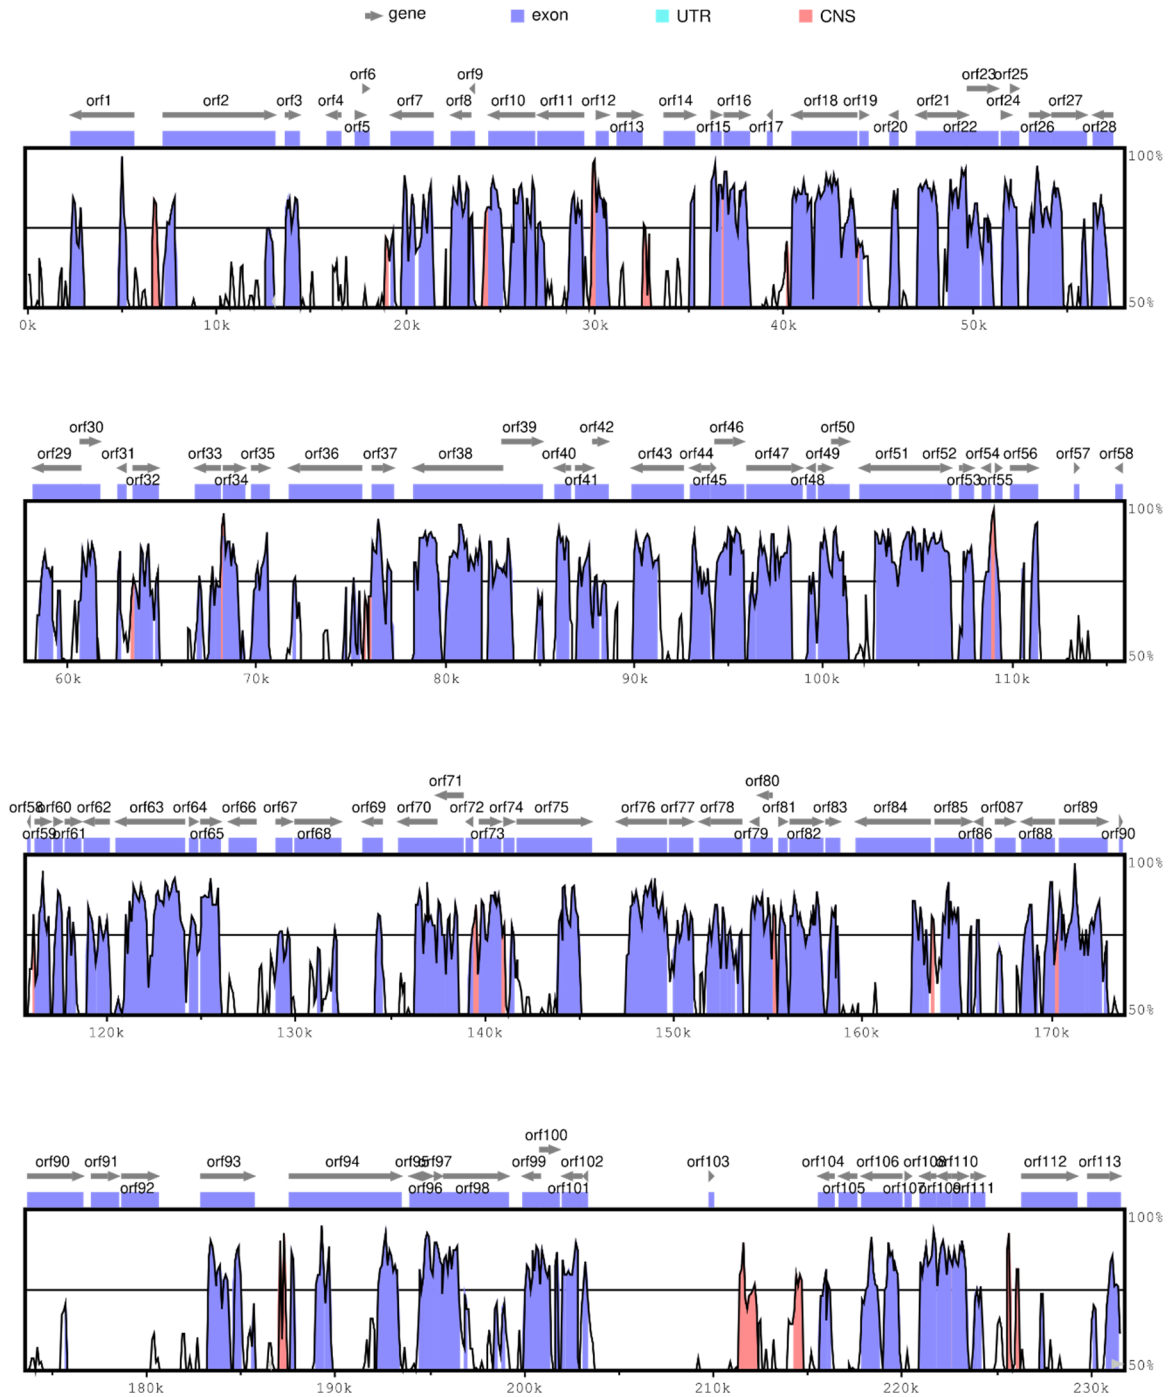 gene exon UTR CNS
orf6 orf9 orf23 orf25
orf1 orf2 orf3 orf4 orf7 orf8 orf10 orf11 orf12 orf14 orf16 orf18 orf19 orf21 orf24 orf27
orf5 orf13 orf15 orf17 orf20 orf22 orf26 orf28
100%
50%
0k 10k 20k 30k 40k 50k
orf30 orf39 orf42 orf46 orf50
orf29 orf31 orf33 orf35 orf36 orf37 orf38 orf40 orf43 orf44 orf47 orf49 orf51 orf52 orf54 orf56 orf57 orf58
orf32 orf34 orf41 orf45 orf48 orf53 orf55
100%
50%
60k 70k 80k 90k 100k 110k
orf71 orf80
orf58 orf60 orf62 orf63 orf64 orf66 orf67 orf69 orf70 orf72 orf74 orf75 orf76 orf77 orf78 orf81 orf83 orf84 orf85 orf087 orf89
orf59 orf61 orf65 orf68 orf73 orf79 orf82 orf86 orf88 orf90
100%
50%
120k 130k 140k 150k 160k 170k
orf100
orf90 orf91 orf93 orf94 orf95 orf97 orf99 orf102 orf103 orf104 orf106 orf108 orf110 orf112 orf113
orf92 orf96 orf98 orf101 orf105 orf107 orf109 orf111
100%
50%
180k 190k 200k 210k 220k 230k